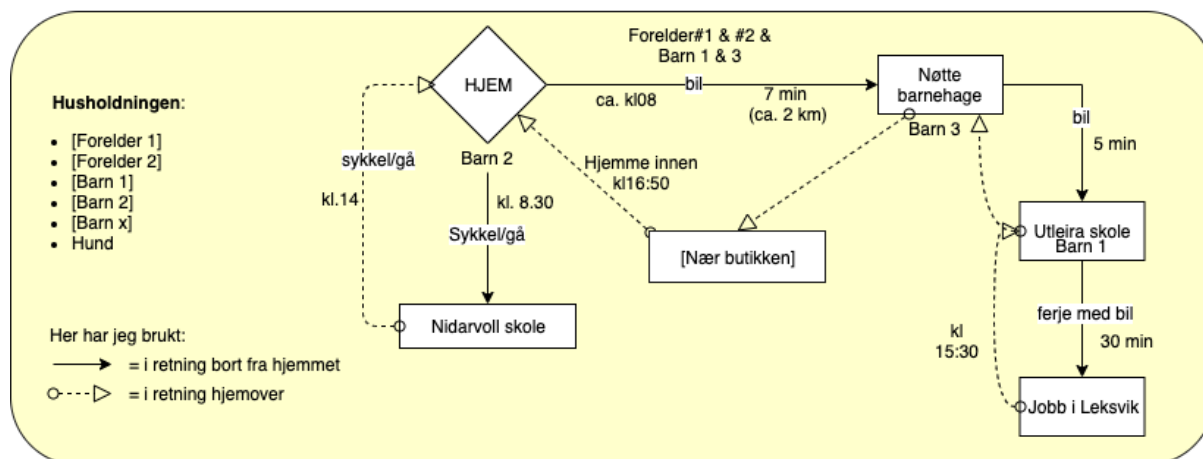 Husholdningen:
[Forelder 1]
[Forelder 2]
[Barn 1]
[Barn 2]
[Barn x]
Hund
Her har jeg brukt:
= i retning bort fra hjemmet
= i retning hjemover
HJEM
Forelder#1 & #2 &
Barn 1 & 3
bil
ca. kl08
7 min
(ca. 2 km)
Nøtte
barnehage
Barn 3
bil
5 min
sykkel/gå
kl.14
Barn 2
kl. 8.30
Sykkel/gå
Nidarvoll skole
Hjemme innen
kl16:50
[Nær butikken]
Utleira skole
Barn 1
ferje med bil
30 min
kl
15:30
Jobb i Leksvik